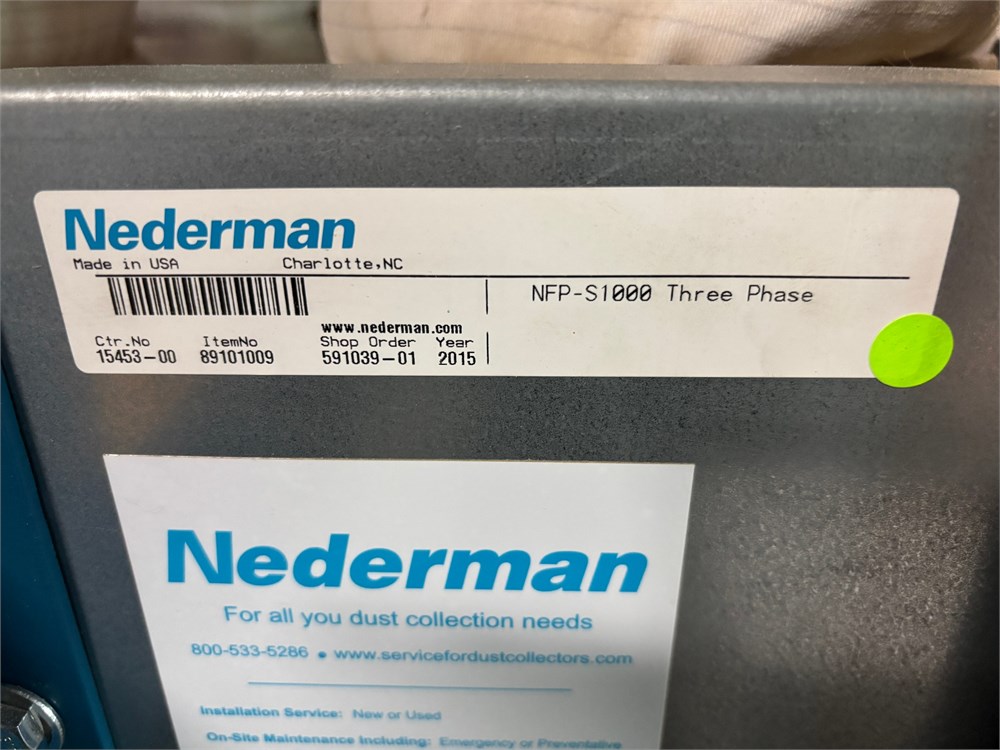 Nederman
Made in USA Charlotte,NC
NFP-S1000 Three Phase
www.nederman.com
Ctr.No ItemNo Shop Order Year
15453-00 89101009 591039-01 2015
Nederman
For all you dust collection needs
800-533-5286 • www.servicefordustcollectors.com
Installation Service: New or Used
On-Site Maintenance Including: Emergency or Preventative